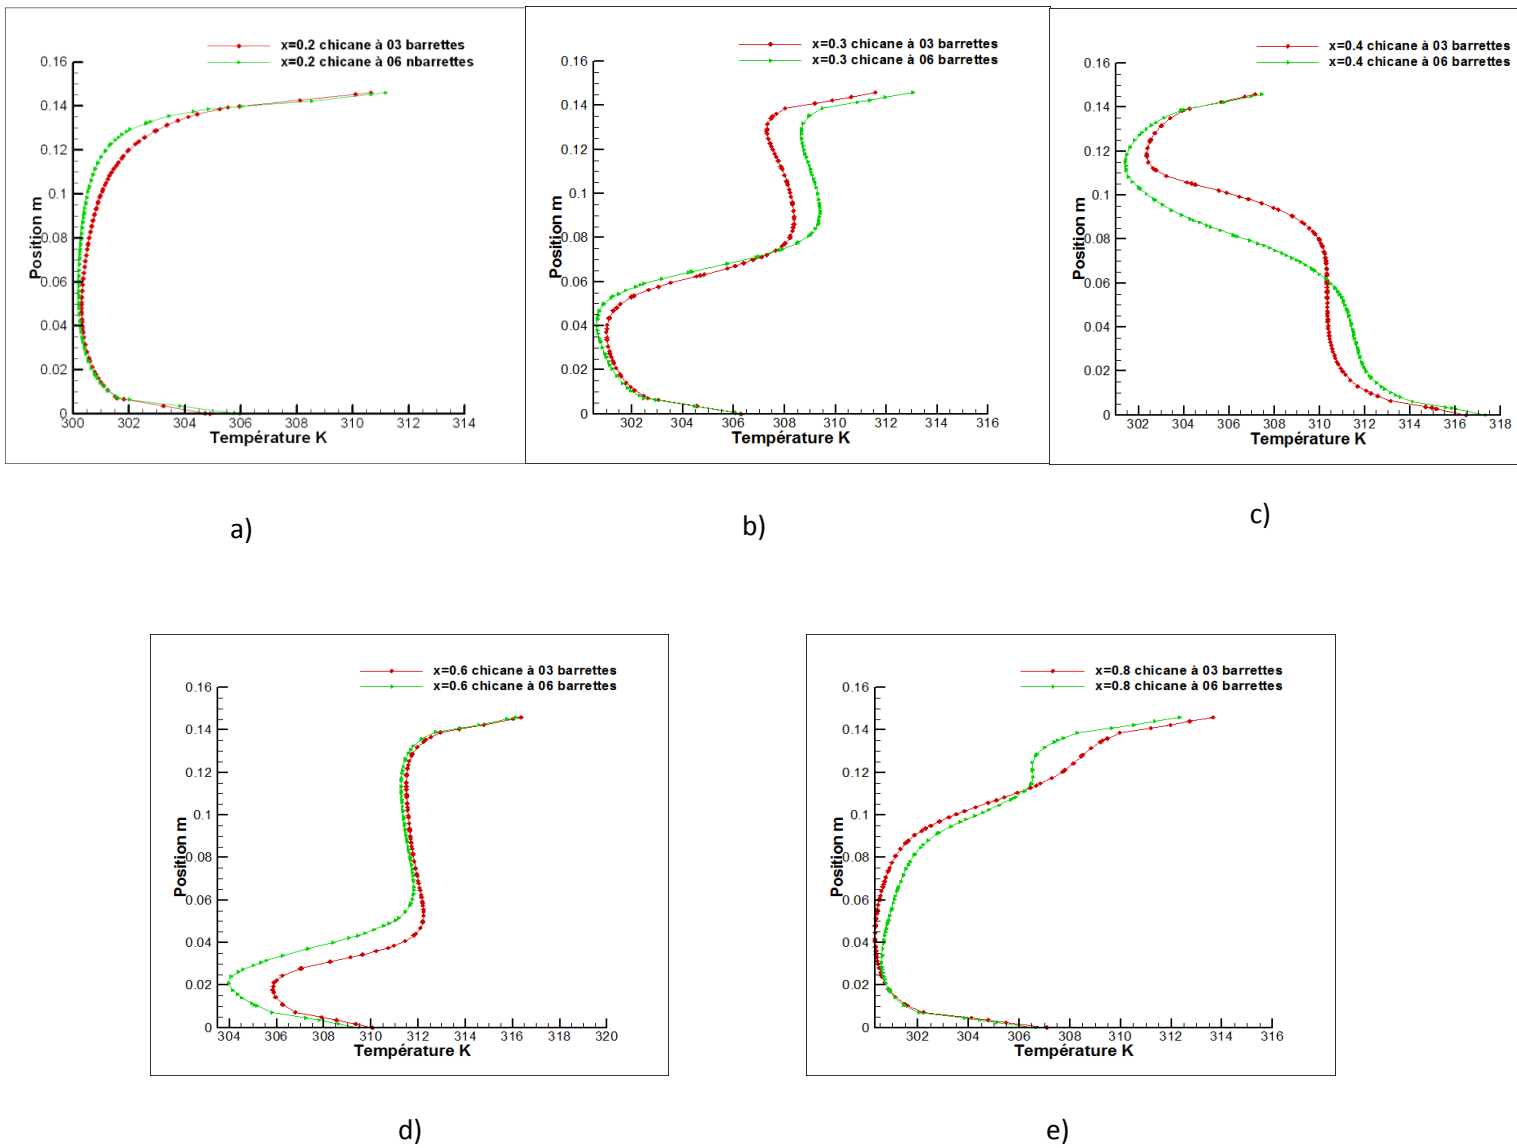 x=0.2 chicane à 03 barrettes
x=0.2 chicane à 06 nbarrettes
0.16
0.14
0.12
0.1
0.08
0.06
0.04
0.02
0
Position m
300 302 304 306 308 310 312 314
Température K
a)
x=0.3 chicane à 03 barrettes
x=0.3 chicane à 06 barrettes
0.16
0.14
0.12
0.1
0.08
0.06
0.04
0.02
0
Position m
302 304 306 308 310 312 314 316
Température K
b)
x=0.4 chicane à 03 barrettes
x=0.4 chicane à 06 barrettes
0.16
0.14
0.12
0.1
0.08
0.06
0.04
0.02
0
Position m
302 304 306 308 310 312 314 316 318
Température K
c)
x=0.6 chicane à 03 barrettes
x=0.6 chicane à 06 barrettes
0.16
0.14
0.12
0.1
0.08
0.06
0.04
0.02
0
Position m
304 306 308 310 312 314 316 318 320
Température K
d)
x=0.8 chicane à 03 barrettes
x=0.8 chicane à 06 barrettes
0.16
0.14
0.12
0.1
0.08
0.06
0.04
0.02
0
Position m
302 304 306 308 310 312 314 316
Température K
e)